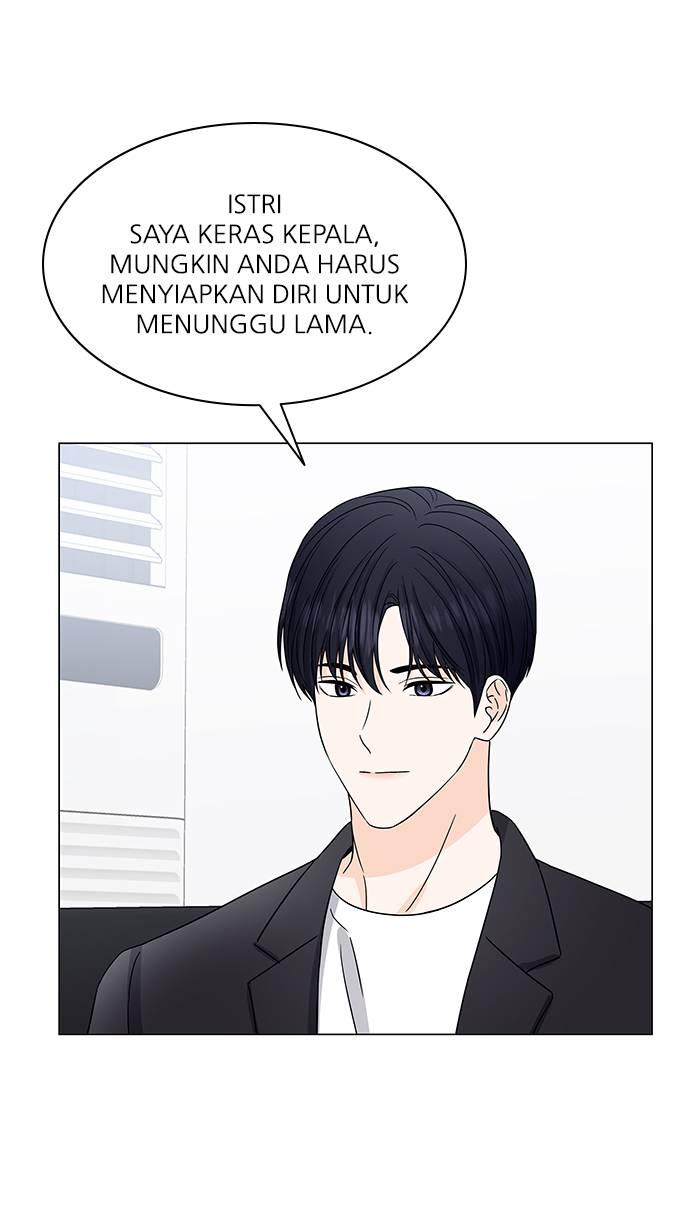 ISTRI
SAYA KERAS KEPALA,
MUNGKIN ANDA HARUS
MENYIAPKAN DIRI UNTUK
MENUNGGU LAMA.